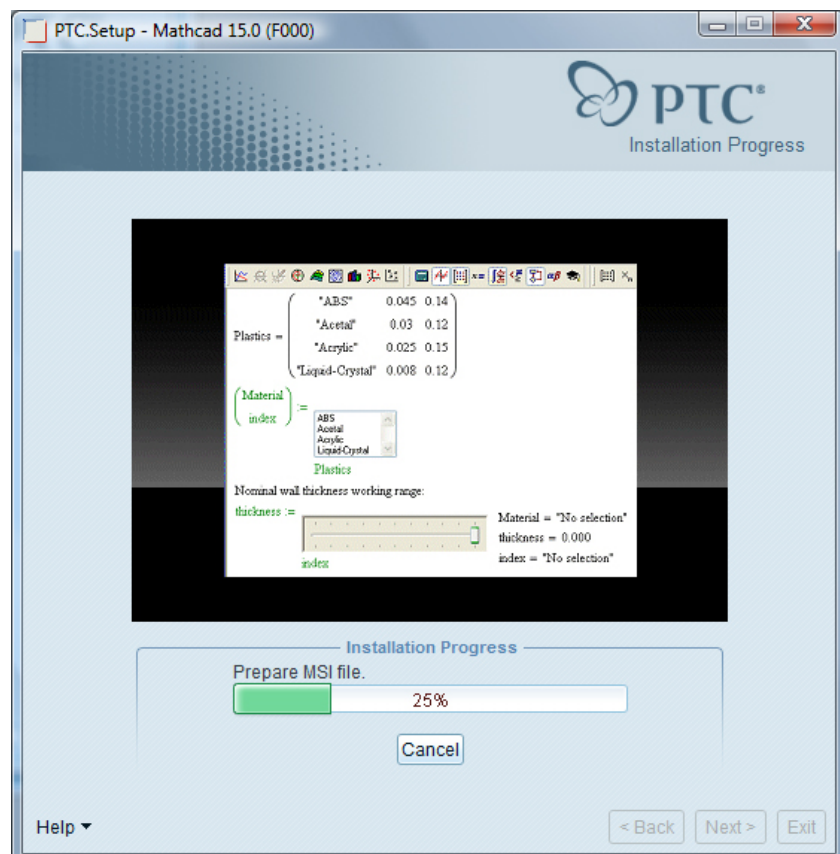 PTC.Setup - Mathcad 15.0 (F000)
PTC®
Installation Progress
Plastics =
"ABS" 0.045 0.14
"Acetal" 0.03 0.12
"Acrylic" 0.025 0.15
"Liquid-Crystal" 0.008 0.12
Material
index
:=
ABS
Acetal
Acrylic
Liquid-Crystal
Plastics
Nominal wall thickness working range:
thickness :=
index
Material = "No selection"
thickness = 0.000
index = "No selection"
Installation Progress
Prepare MSI file.
25%
Cancel
Help
< Back Next > Exit